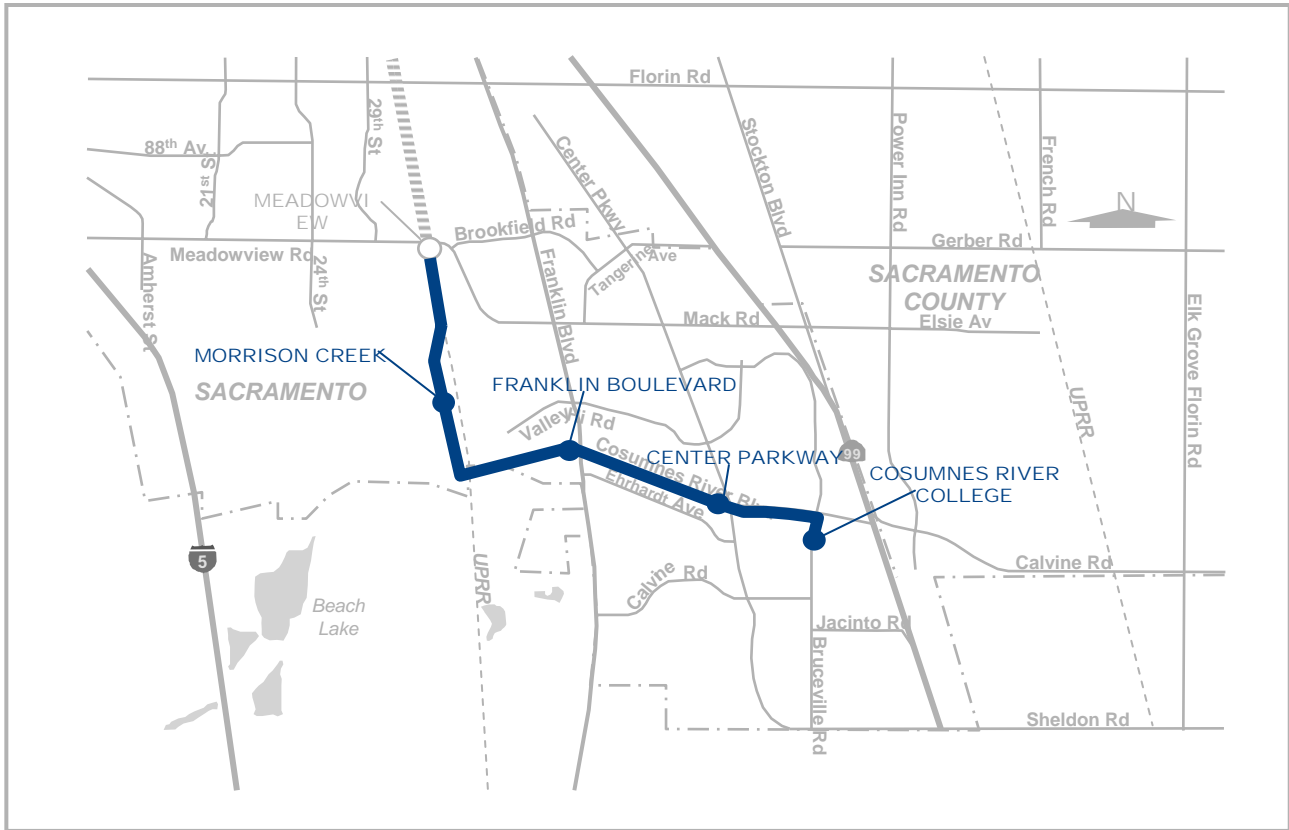 Florin Rd
88th Av
21st St
29th St
24th St
Center Pkwy
Stockton Blvd
Power Inn Rd
French Rd
N
MEADOWVI
EW
Brookfield Rd
Meadowview Rd
Amherst St
Franklin Blvd
Tangerine
Ave
Gerber Rd
SACRAMENTO
COUNTY
Mack Rd
Elsie Av
Elk Grove Florin Rd
MORRISON CREEK
SACRAMENTO
FRANKLIN BOULEVARD
Valley
Rd
Cosumnes River
CENTER PARKWAY
99
COSUMNES RIVER
COLLEGE
UPRR
Ehrhardt Ave
5
UPRR
Calvine
Rd
Calvine Rd
Beach
Lake
Jacinto Rd
Bruceville Rd
Sheldon Rd